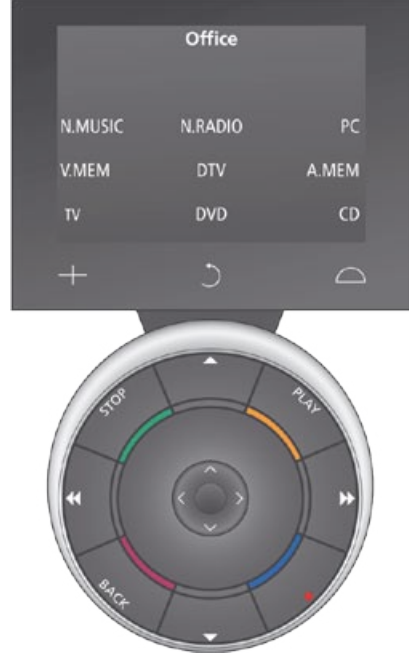 Office
N.MUSIC N.RADIO PC
V.MEM DTV A.MEM
TV DVD CD
STOP PLAY
BACK